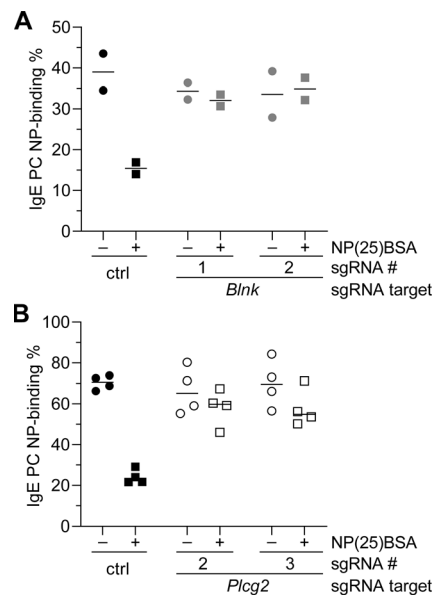 A
IgE PC NP-binding %
50
40
30
20
10
0
– + – + – + NP(25)BSA
ctrl 1 2 sgRNA #
Blnk sgRNA target
B
IgE PC NP-binding %
100
80
60
40
20
0
– + – + – + NP(25)BSA
ctrl 2 3 sgRNA #
Plcg2 sgRNA target